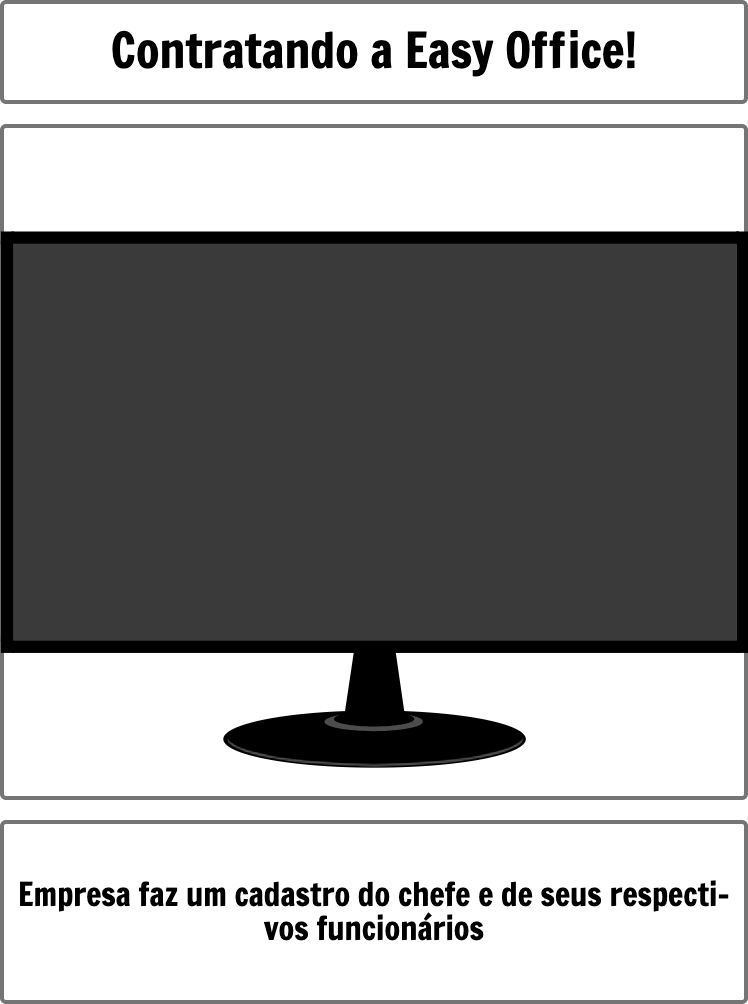 Contratando a Easy Office!
Empresa faz um cadastro do chefe e de seus respecti-
vos funcionários